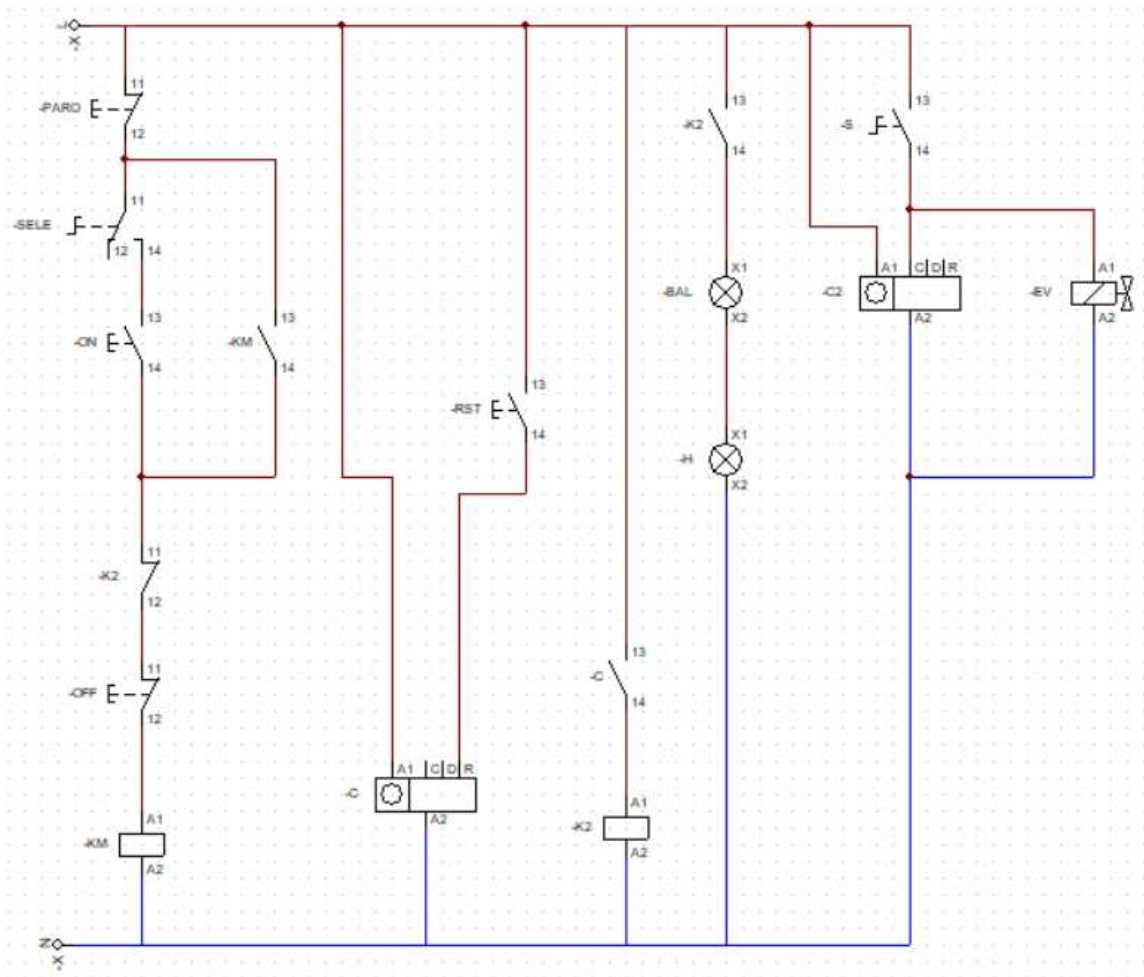 L
-X
-PARO
11
12
-SELE
11
12 14
-ON
13
14
-KM
13
14
-K2
11
12
-OFF
11
12
-KM
A1
A2
-RST
13
14
-C
A1 C D R
A2
-C
13
14
-K2
A1
A2
-K2
13
14
-BAL
X1
X2
-H
X1
X2
-S
13
14
-C2
A1 C D R
A2
-EV
A1
A2
N
-X